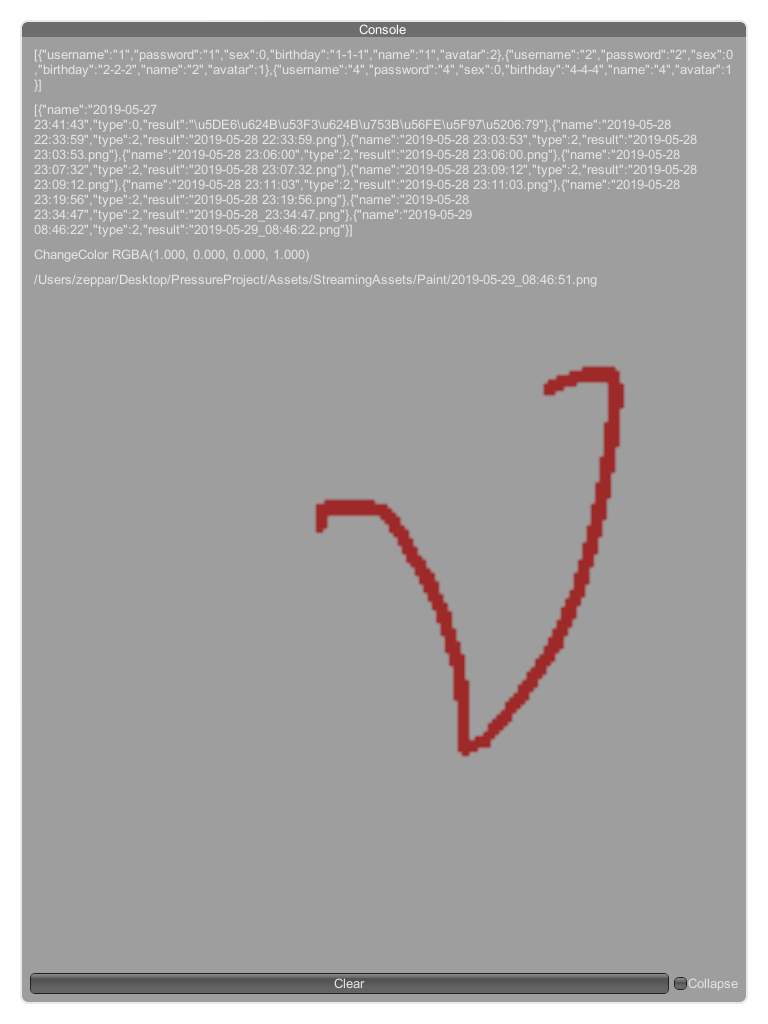 Console
[{"username":"1","password":"1","sex":0,"birthday":"1-1-1","name":"1","avatar":2},{"username":"2","password":"2","sex":0
,"birthday":"2-2-2","name":"2","avatar":1},{"username":"4","password":"4","sex":0,"birthday":"4-4-4","name":"4","avatar":1
}]
[{"name":"2019-05-27
23:41:43","type":0,"result":"\u5DE6\u624B\u53F3\u624B\u753B\u56FE\u5F97\u5206:79"},{"name":"2019-05-28
22:33:59","type":2,"result":"2019-05-28 22:33:59.png"},{"name":"2019-05-28 23:03:53","type":2,"result":"2019-05-28
23:03:53.png"},{"name":"2019-05-28 23:06:00","type":2,"result":"2019-05-28 23:06:00.png"},{"name":"2019-05-28
23:07:32","type":2,"result":"2019-05-28 23:07:32.png"},{"name":"2019-05-28 23:09:12","type":2,"result":"2019-05-28
23:09:12.png"},{"name":"2019-05-28 23:11:03","type":2,"result":"2019-05-28 23:11:03.png"},{"name":"2019-05-28
23:19:56","type":2,"result":"2019-05-28 23:19:56.png"},{"name":"2019-05-28
23:34:47","type":2,"result":"2019-05-28_23:34:47.png"},{"name":"2019-05-29
08:46:22","type":2,"result":"2019-05-29_08:46:22.png"}]
ChangeColor RGBA(1.000, 0.000, 0.000, 1.000)
/Users/zeppar/Desktop/PressureProject/Assets/StreamingAssets/Paint/2019-05-29_08:46:51.png
Clear
Collapse